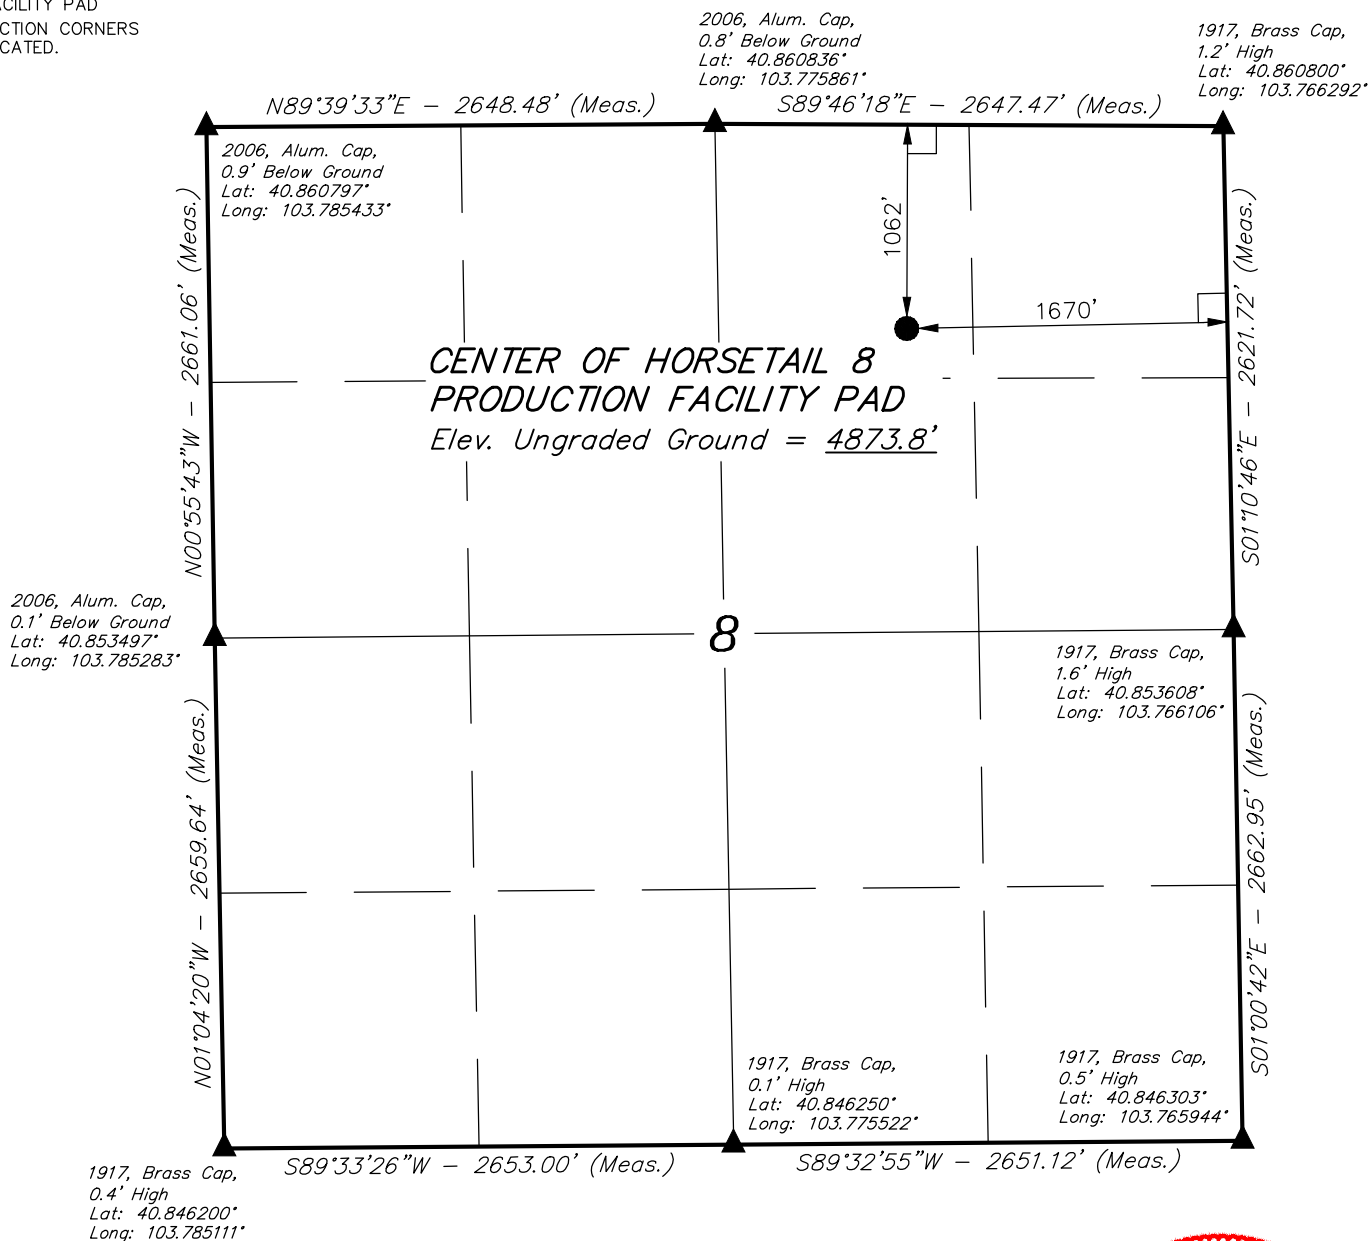 ACILITY PAD
CTION CORNERS
CATED.
2006, Alum. Cap,
0.8' Below Ground
Lat: 40.860836°
Long: 103.775861°
1917, Brass Cap,
1.2' High
Lat: 40.860800°
Long: 103.766292°
N89°39'33"E - 2648.48' (Meas.)
S89°46'18"E - 2647.47' (Meas.)
2006, Alum. Cap,
0.9' Below Ground
Lat: 40.860797°
Long: 103.785433°
N00°55'43"W - 2661.06' (Meas.)
1062'
1670'
S01°10'46"E - 2621.72' (Meas.)
CENTER OF HORSETAIL 8
PRODUCTION FACILITY PAD
Elev. Ungraded Ground = 4873.8'
2006, Alum. Cap,
0.1' Below Ground
Lat: 40.853497°
Long: 103.785283°
8
1917, Brass Cap,
1.6' High
Lat: 40.853608°
Long: 103.766106°
N01°04'20"W - 2659.64' (Meas.)
S01°00'42"E - 2662.95' (Meas.)
1917, Brass Cap,
0.1' High
Lat: 40.846250°
Long: 103.775522°
1917, Brass Cap,
0.5' High
Lat: 40.846303°
Long: 103.765944°
S89°33'26"W - 2653.00' (Meas.)
S89°32'55"W - 2651.12' (Meas.)
1917, Brass Cap,
0.4' High
Lat: 40.846200°
Long: 103.785111°